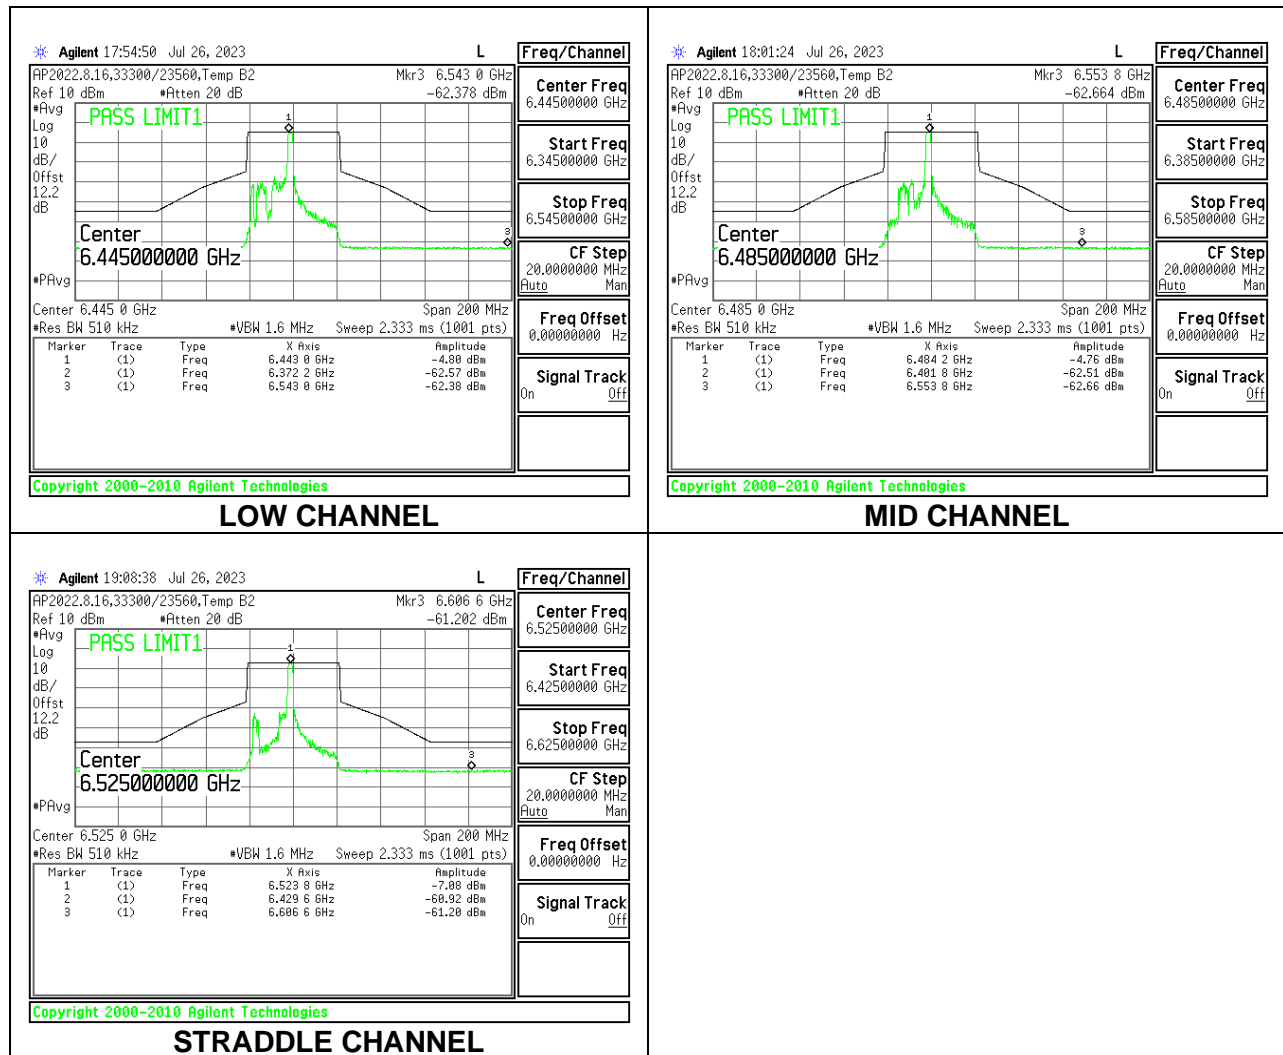 Agilent 17:54:50 Jul 26, 2023 L
Freq/Channel
AP2022.8.16,33300/23560,Temp B2 Mkr3 6.543 0 GHz
Ref 10 dBm #Atten 20 dB -62.378 dBm
#Avg
Log
10
dB/
Offst
12.2
dB
#PAvg
PASS LIMIT1
1
3
Center
6.445000000 GHz
Center 6.445 0 GHz Span 200 MHz
#Res BW 510 kHz #VBW 1.6 MHz Sweep 2.333 ms (1001 pts)
Marker Trace Type X Axis Amplitude
1 (1) Freq 6.443 0 GHz -4.80 dBm
2 (1) Freq 6.372 2 GHz -62.57 dBm
3 (1) Freq 6.543 0 GHz -62.38 dBm
Center Freq
6.44500000 GHz
Start Freq
6.34500000 GHz
Stop Freq
6.54500000 GHz
CF Step
20.0000000 MHz
Auto Man
Freq Offset
0.00000000 Hz
Signal Track
On Off
Copyright 2000-2010 Agilent Technologies
LOW CHANNEL
Agilent 18:01:24 Jul 26, 2023 L
Freq/Channel
AP2022.8.16,33300/23560,Temp B2 Mkr3 6.553 8 GHz
Ref 10 dBm #Atten 20 dB -62.664 dBm
#Avg
Log
10
dB/
Offst
12.2
dB
#PAvg
PASS LIMIT1
1
3
Center
6.485000000 GHz
Center 6.485 0 GHz Span 200 MHz
#Res BW 510 kHz #VBW 1.6 MHz Sweep 2.333 ms (1001 pts)
Marker Trace Type X Axis Amplitude
1 (1) Freq 6.484 2 GHz -4.76 dBm
2 (1) Freq 6.401 8 GHz -62.51 dBm
3 (1) Freq 6.553 8 GHz -62.66 dBm
Center Freq
6.48500000 GHz
Start Freq
6.38500000 GHz
Stop Freq
6.58500000 GHz
CF Step
20.0000000 MHz
Auto Man
Freq Offset
0.00000000 Hz
Signal Track
On Off
Copyright 2000-2010 Agilent Technologies
MID CHANNEL
Agilent 19:08:38 Jul 26, 2023 L
Freq/Channel
AP2022.8.16,33300/23560,Temp B2 Mkr3 6.606 6 GHz
Ref 10 dBm #Atten 20 dB -61.202 dBm
#Avg
Log
10
dB/
Offst
12.2
dB
#PAvg
PASS LIMIT1
1
3
Center
6.525000000 GHz
Center 6.525 0 GHz Span 200 MHz
#Res BW 510 kHz #VBW 1.6 MHz Sweep 2.333 ms (1001 pts)
Marker Trace Type X Axis Amplitude
1 (1) Freq 6.523 8 GHz -7.08 dBm
2 (1) Freq 6.429 6 GHz -60.92 dBm
3 (1) Freq 6.606 6 GHz -61.20 dBm
Center Freq
6.52500000 GHz
Start Freq
6.42500000 GHz
Stop Freq
6.62500000 GHz
CF Step
20.0000000 MHz
Auto Man
Freq Offset
0.00000000 Hz
Signal Track
On Off
Copyright 2000-2010 Agilent Technologies
STRADDLE CHANNEL